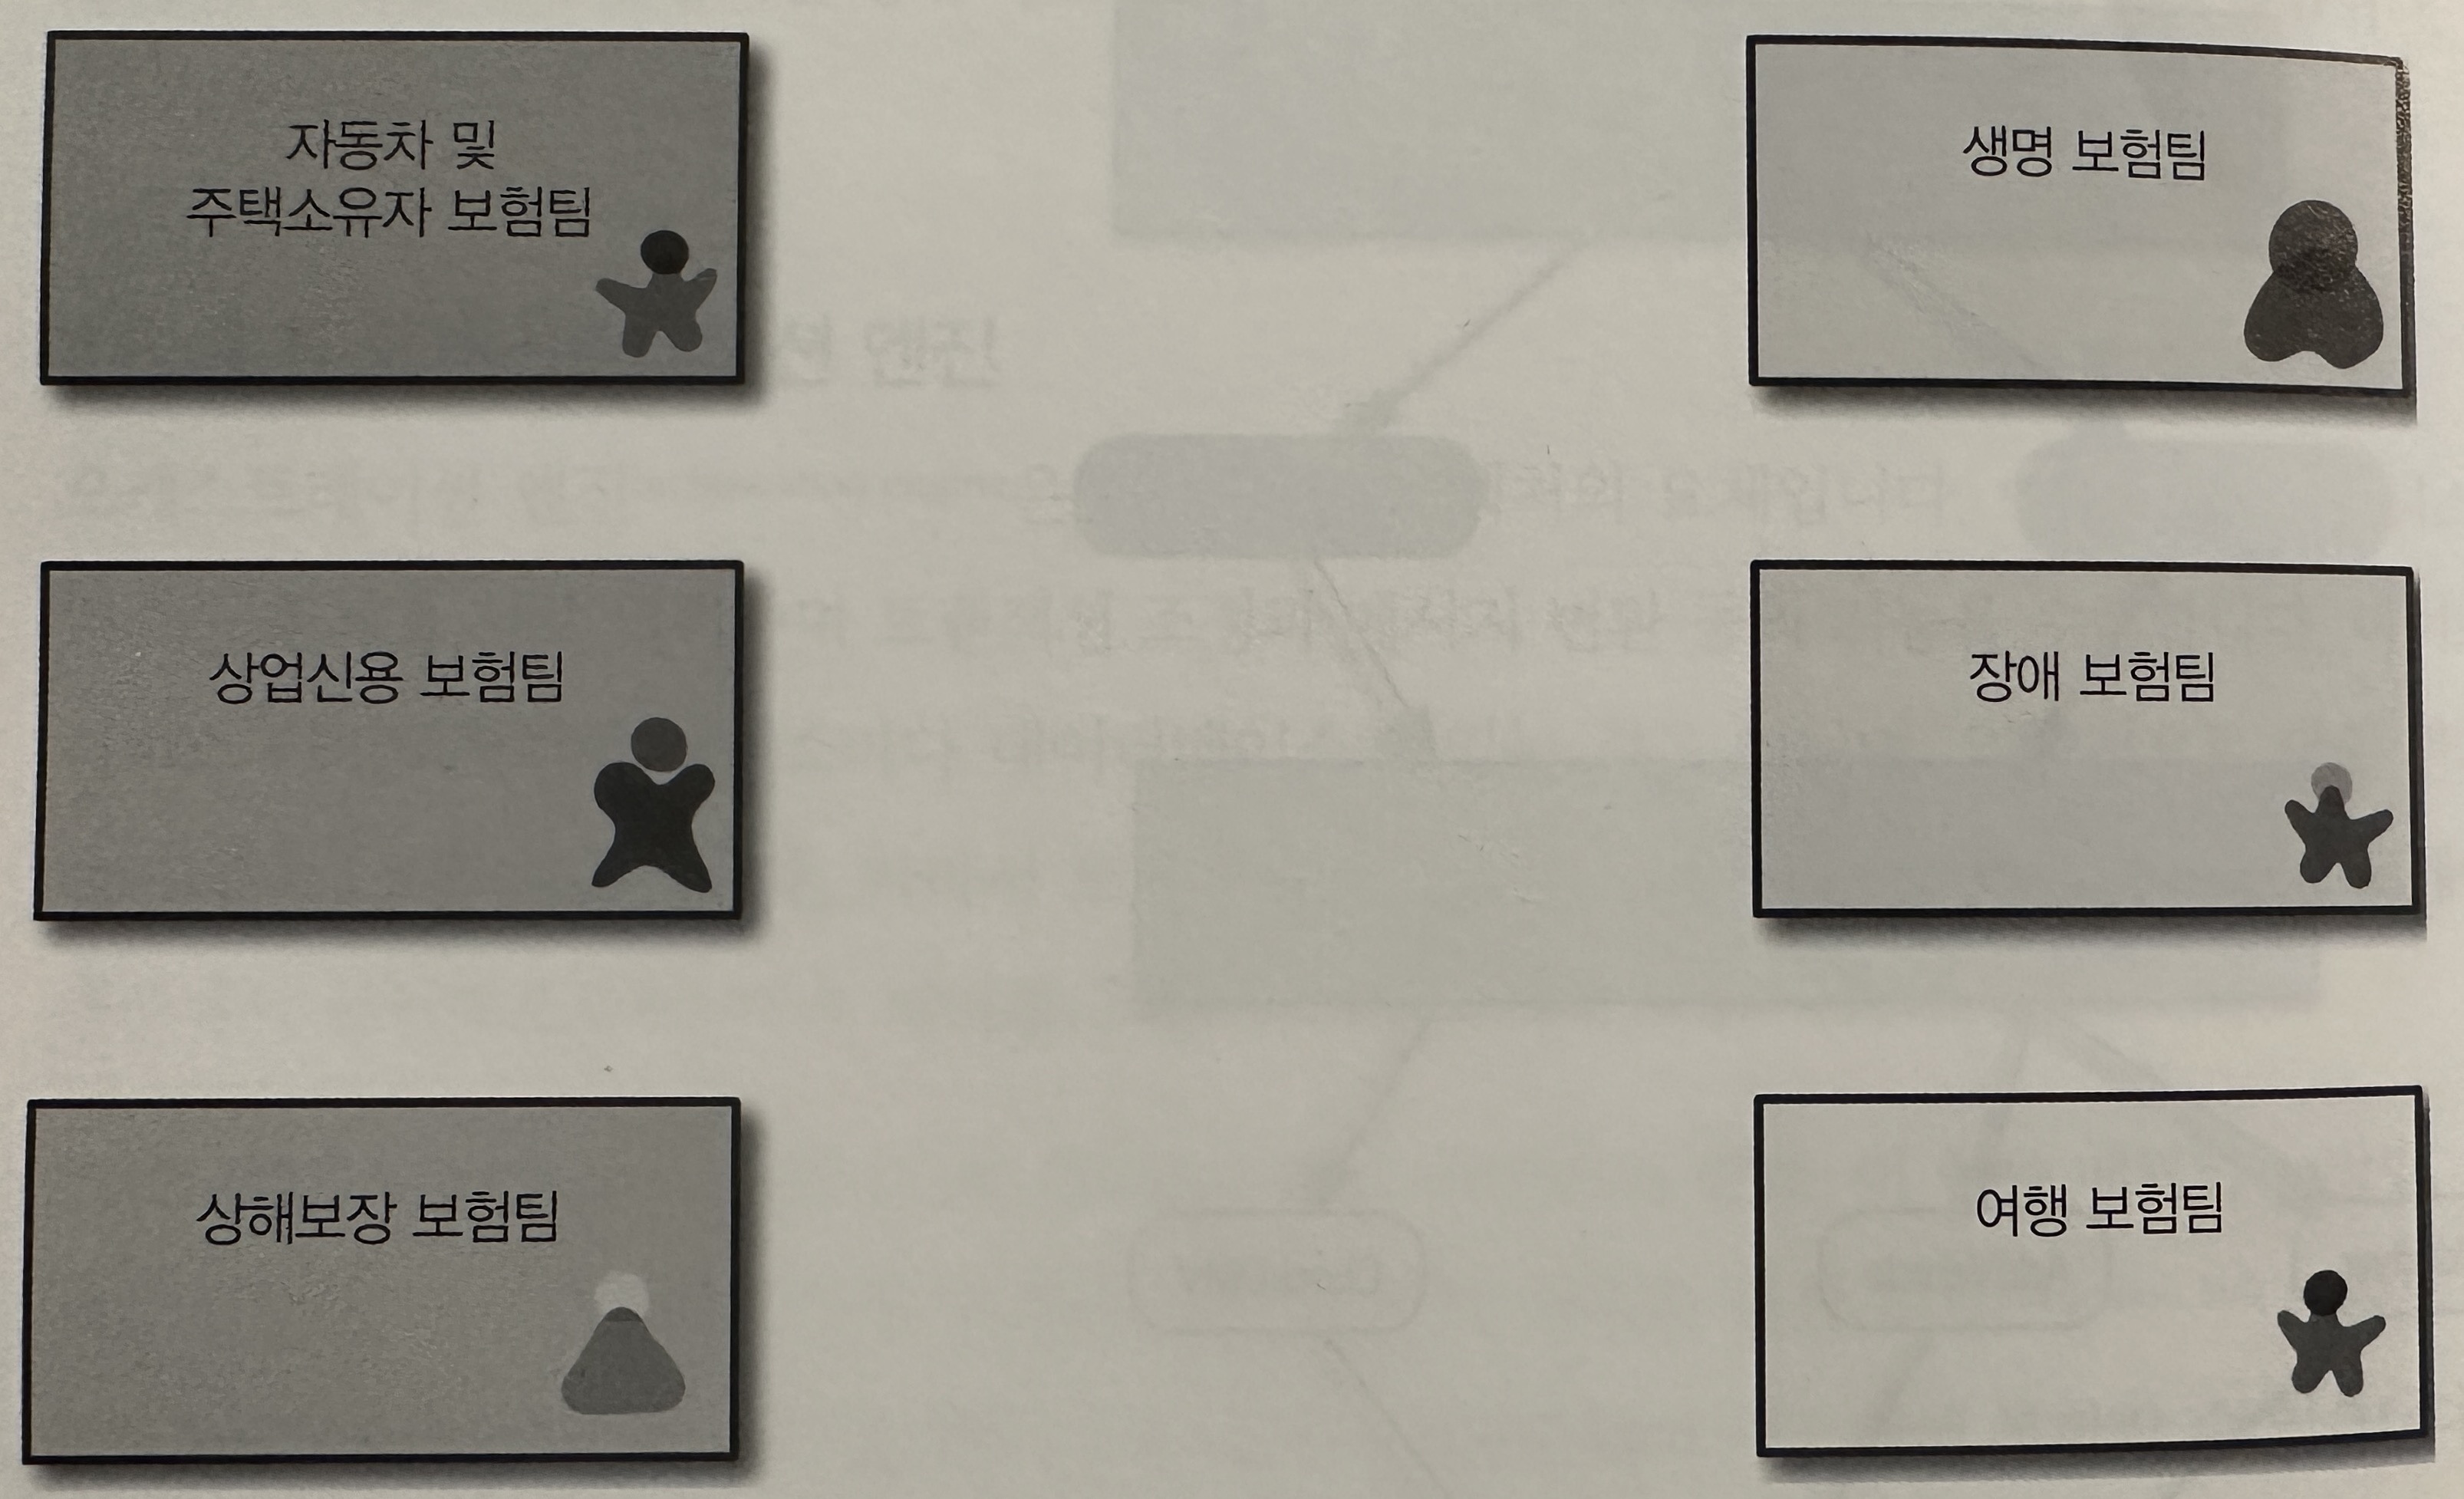 자동차 및
주택소유자 보험팀
생명 보험팀
상업신용 보험팀
장애 보험팀
상해보장 보험팀
여행 보험팀